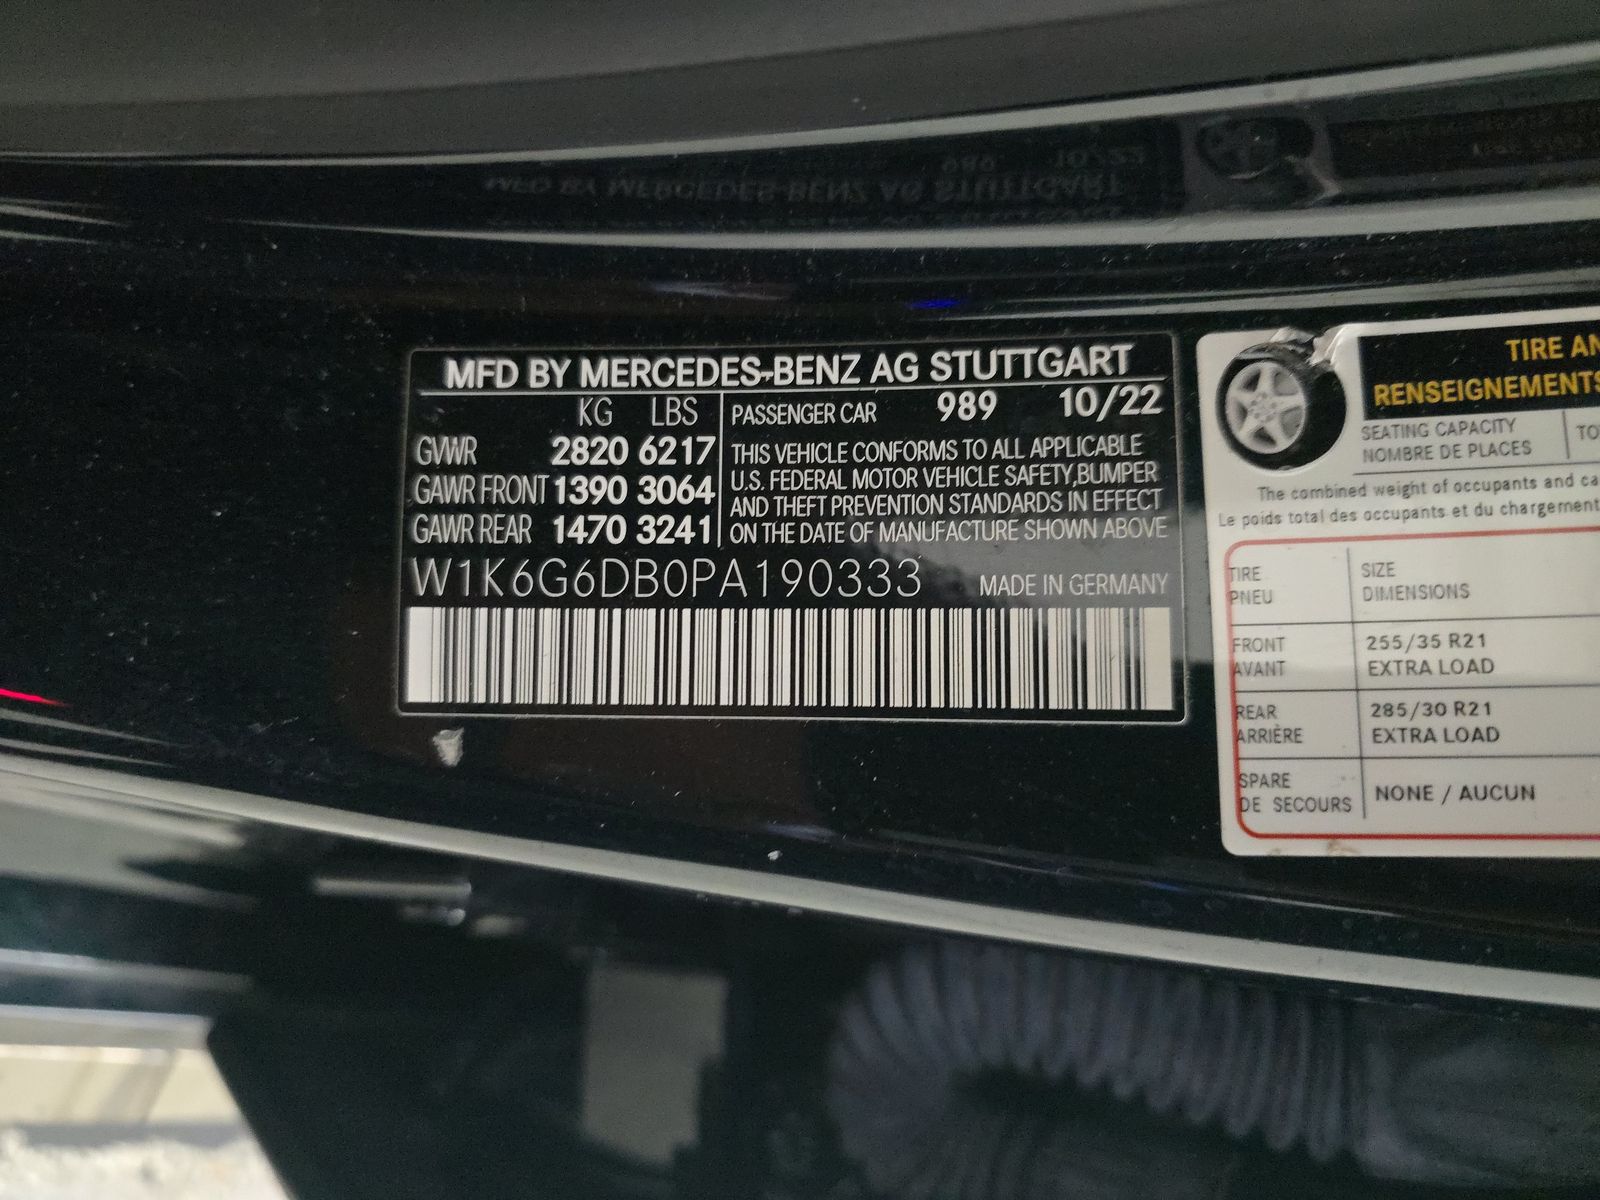 MFD BY MERCEDES-BENZ AG STUTTGART
KG LBS
GVWR 2820 6217
GAWR FRONT 1390 3064
GAWR REAR 1470 3241
PASSENGER CAR 989 10/22
THIS VEHICLE CONFORMS TO ALL APPLICABLE
U.S. FEDERAL MOTOR VEHICLE SAFETY, BUMPER
AND THEFT PREVENTION STANDARDS IN EFFECT
ON THE DATE OF MANUFACTURE SHOWN ABOVE
W1K6G6DB0PA190333 MADE IN GERMANY
TIRE AN
RENSEIGNEMENTS
SEATING CAPACITY
NOMBRE DE PLACES
TO
The combined weight of occupants and ca
Le poids total des occupants et du chargement
TIRE
PNEU
SIZE
DIMENSIONS
FRONT
AVANT
255/35 R21
EXTRA LOAD
REAR
ARRIÈRE
285/30 R21
EXTRA LOAD
SPARE
DE SECOURS
NONE / AUCUN